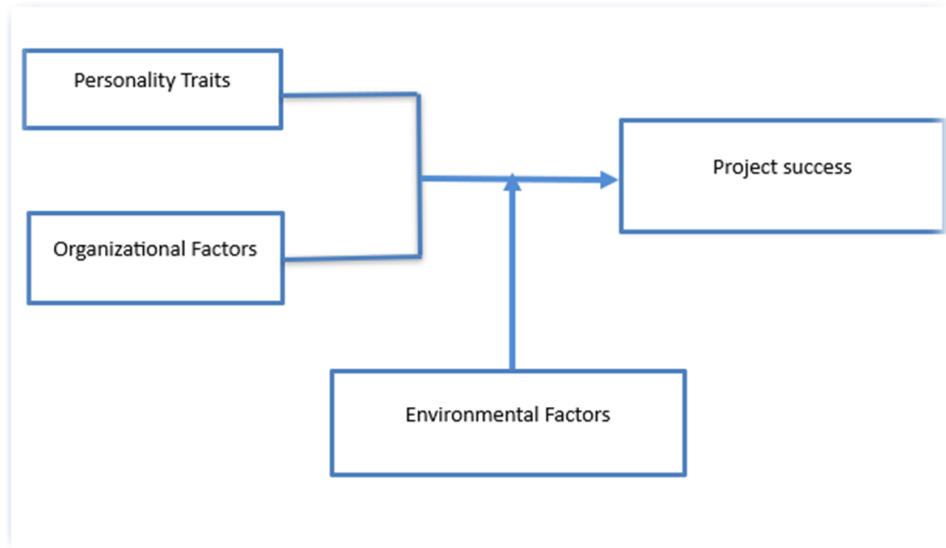 Personality Traits
Project success
Organizational Factors
Environmental Factors